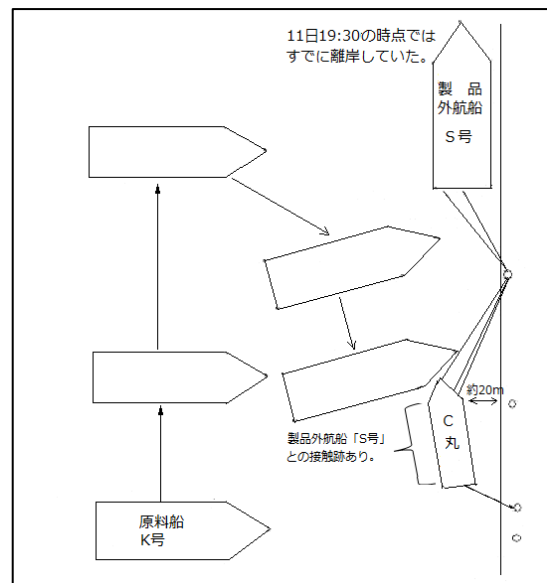 11日19:30の時点では
すでに離岸していた。
製 品
外航船
S号
約20m
C
丸
製品外航船「S号」
との接触跡あり。
原料船
K号